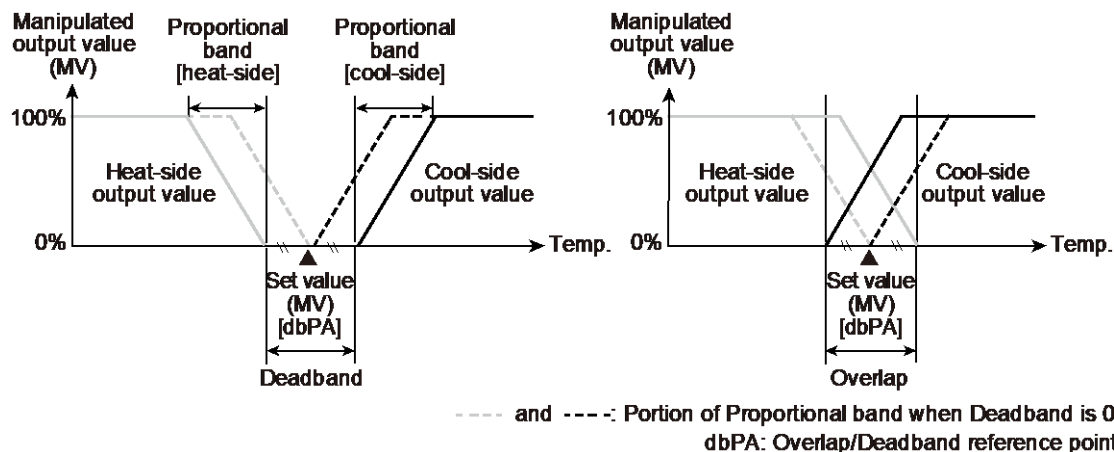 Manipulated
output value
(MV)
Proportional
band
[heat-side]
Proportional
band
[cool-side]
100%
Heat-side
output value
Cool-side
output value
0%
Temp.
Set value
(MV)
[dbPA]
Deadband
Manipulated
output value
(MV)
100%
Heat-side
output value
Cool-side
output value
0%
Temp.
Set value
(MV)
[dbPA]
Overlap
and : Portion of Proportional band when Deadband is 0
dbPA: Overlap/Deadband reference point